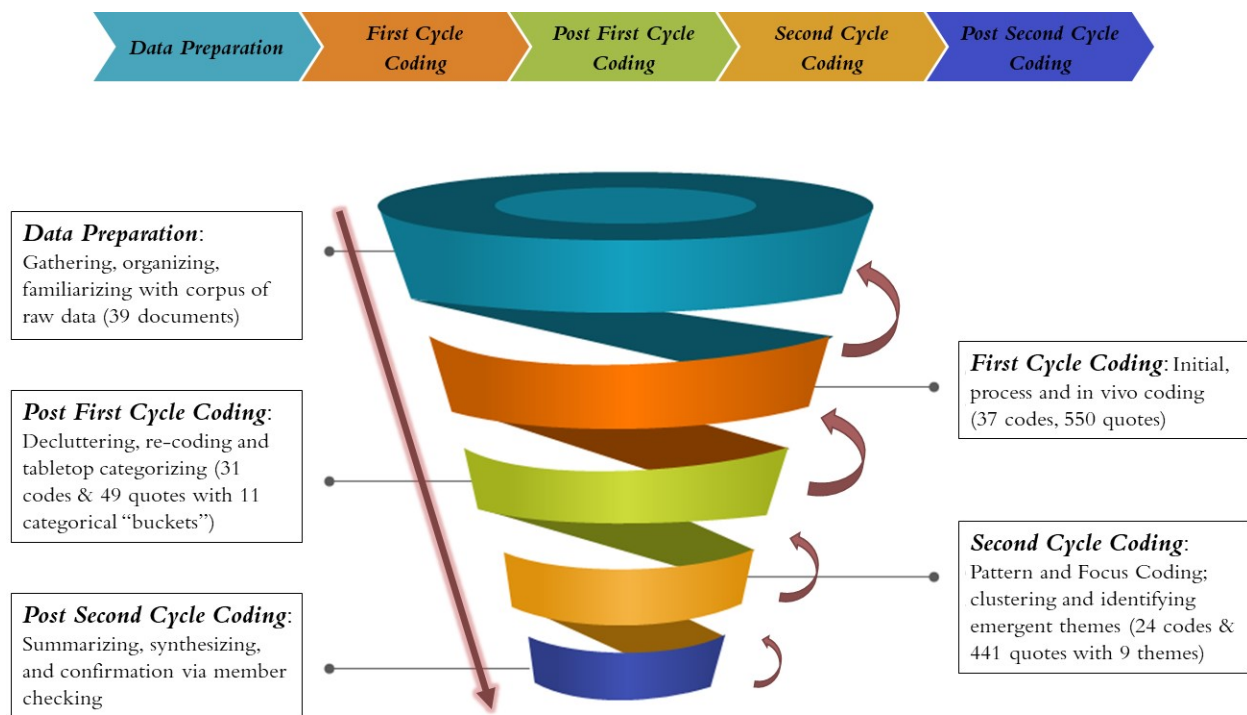 Data Preparation
First Cycle
Coding
Post First Cycle
Coding
Second Cycle
Coding
Post Second Cycle
Coding
Data Preparation:
Gathering, organizing,
familiarizing with corpus of
raw data (39 documents)
First Cycle Coding: Initial,
process and in vivo coding
(37 codes, 550 quotes)
Post First Cycle Coding:
Decluttering, re-coding and
tabletop categorizing (31
codes & 49 quotes with 11
categorical “buckets”)
Second Cycle Coding:
Pattern and Focus Coding;
clustering and identifying
emergent themes (24 codes &
441 quotes with 9 themes)
Post Second Cycle Coding:
Summarizing, synthesizing,
and confirmation via member
checking